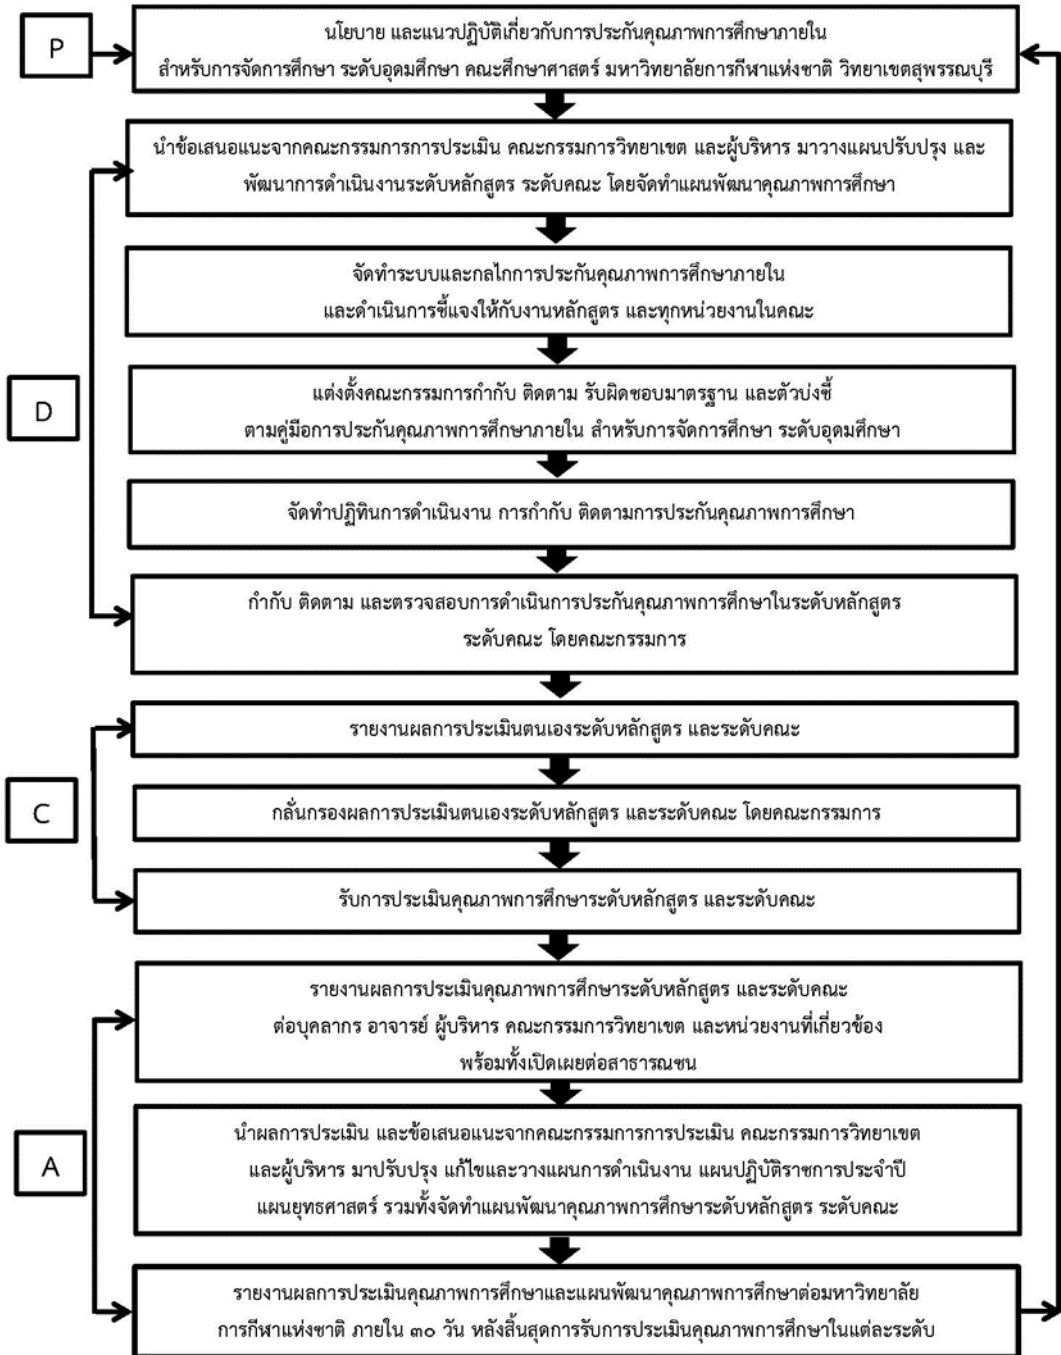 P
นโยบาย และแนวปฏิบัติเกี่ยวกับการประกันคุณภาพการศึกษาภายใน
สำหรับการจัดการศึกษา ระดับอุดมศึกษา คณะศึกษาศาสตร์ มหาวิทยาลัยการกีฬาแห่งชาติ วิทยาเขตสุพรรณบุรี
นำข้อเสนอแนะจากคณะกรรมการการประเมิน คณะกรรมการวิทยาเขต และผู้บริหาร มาวางแผนปรับปรุง และ
พัฒนาการดำเนินงานระดับหลักสูตร ระดับคณะ โดยจัดทำแผนพัฒนาคุณภาพการศึกษา
จัดทำระบบและกลไกการประกันคุณภาพการศึกษาภายใน
และดำเนินการชี้แจงให้กับงานหลักสูตร และทุกหน่วยงานในคณะ
D
แต่งตั้งคณะกรรมการกำกับ ติดตาม รับผิดชอบมาตรฐาน และตัวบ่งชี้
ตามคู่มือการประกันคุณภาพการศึกษาภายใน สำหรับการจัดการศึกษา ระดับอุดมศึกษา
จัดทำปฏิทินการดำเนินงาน การกำกับ ติดตามการประกันคุณภาพการศึกษา
กำกับ ติดตาม และตรวจสอบการดำเนินการประกันคุณภาพการศึกษาในระดับหลักสูตร
ระดับคณะ โดยคณะกรรมการ
รายงานผลการประเมินตนเองระดับหลักสูตร และระดับคณะ
C
กลั่นกรองผลการประเมินตนเองระดับหลักสูตร และระดับคณะ โดยคณะกรรมการ
รับการประเมินคุณภาพการศึกษาระดับหลักสูตร และระดับคณะ
รายงานผลการประเมินคุณภาพการศึกษาระดับหลักสูตร และระดับคณะ
ต่อบุคลากร อาจารย์ ผู้บริหาร คณะกรรมการวิทยาเขต และหน่วยงานที่เกี่ยวข้อง
พร้อมทั้งเปิดเผยต่อสาธารณชน
A
นำผลการประเมิน และข้อเสนอแนะจากคณะกรรมการการประเมิน คณะกรรมการวิทยาเขต
และผู้บริหาร มาปรับปรุง แก้ไขและวางแผนการดำเนินงาน แผนปฏิบัติราชการประจำปี
แผนยุทธศาสตร์ รวมทั้งจัดทำแผนพัฒนาคุณภาพการศึกษาระดับหลักสูตร ระดับคณะ
รายงานผลการประเมินคุณภาพการศึกษาและแผนพัฒนาคุณภาพการศึกษาต่อมหาวิทยาลัย
การกีฬาแห่งชาติ ภายใน ๓๐ วัน หลังสิ้นสุดการรับการประเมินคุณภาพการศึกษาในแต่ละระดับ